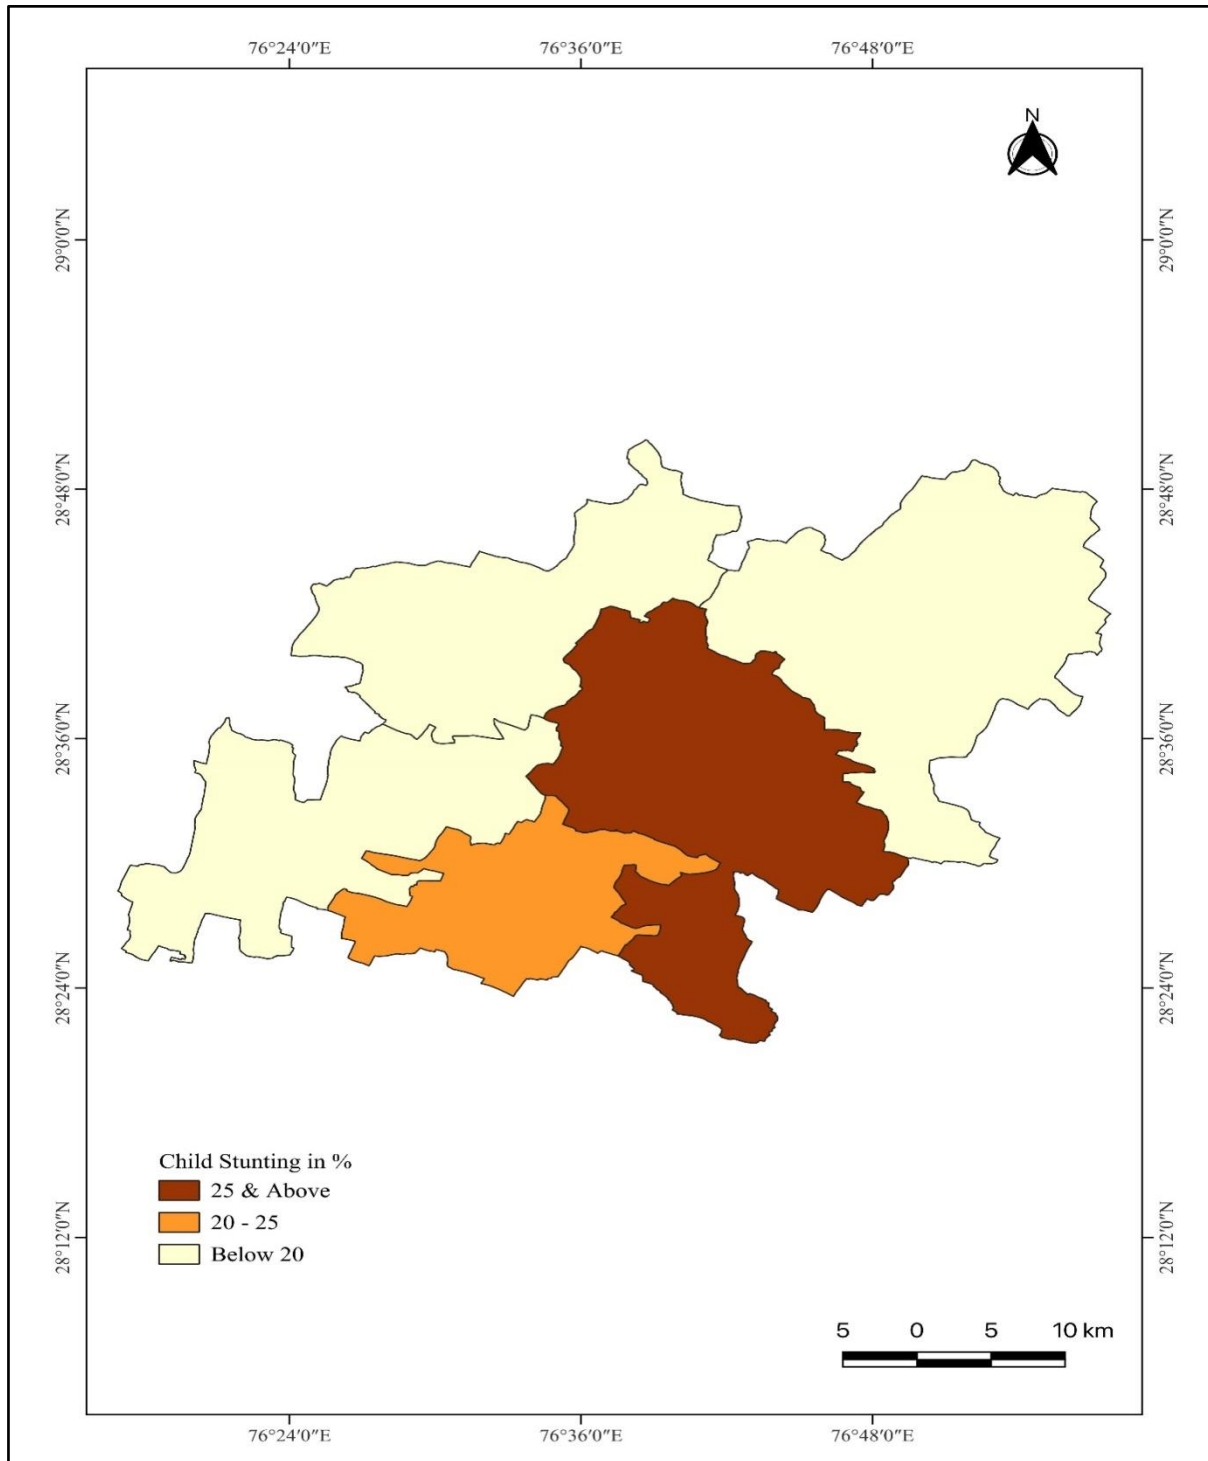 76°24′0″E 76°36′0″E 76°48′0″E
N
29°0′0″N 29°0′0″N
28°48′0″N 28°48′0″N
28°36′0″N 28°36′0″N
28°24′0″N 28°24′0″N
Child Stunting in %
25 & Above
20 - 25
Below 20
28°12′0″N 28°12′0″N
5 0 5 10 km
76°24′0″E 76°36′0″E 76°48′0″E